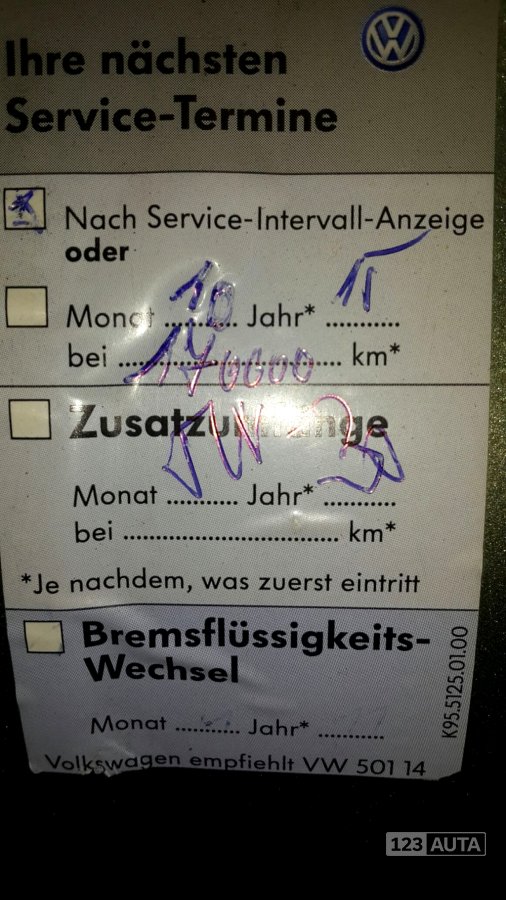 Ihre nächsten
Service-Termine
Nach Service-Intervall-Anzeige
oder
Monat 10 Jahr* 15
bei 170000 km*
Zusatzumfänge
5W 30
Monat ........... Jahr* ...........
bei ................................. km*
*Je nachdem, was zuerst eintritt
Bremsflüssigkeits-
Wechsel
Monat ........... Jahr* ...........
Volkswagen empfiehlt VW 501 14
K95.5125.01.00
123 AUTA